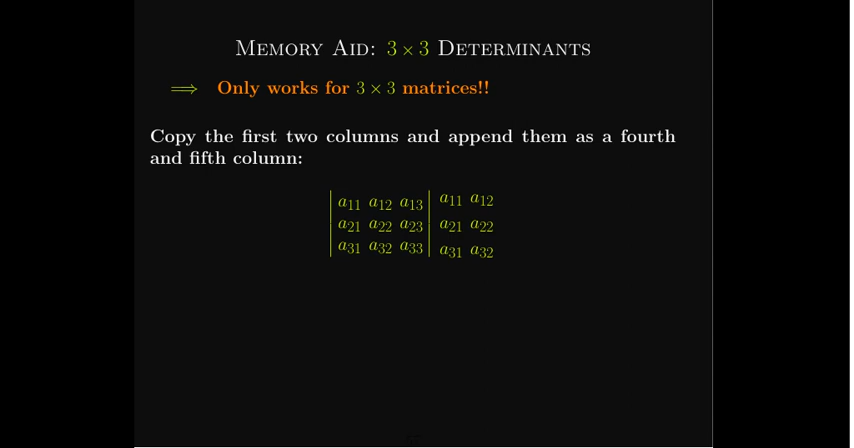 Memory Aid: 3 × 3 Determinants
⟹ Only works for 3 × 3 matrices!!
Copy the first two columns and append them as a fourth
and fifth column:
| a₁₁ a₁₂ a₁₃ | a₁₁ a₁₂
| a₂₁ a₂₂ a₂₃ | a₂₁ a₂₂
| a₃₁ a₃₂ a₃₃ | a₃₁ a₃₂